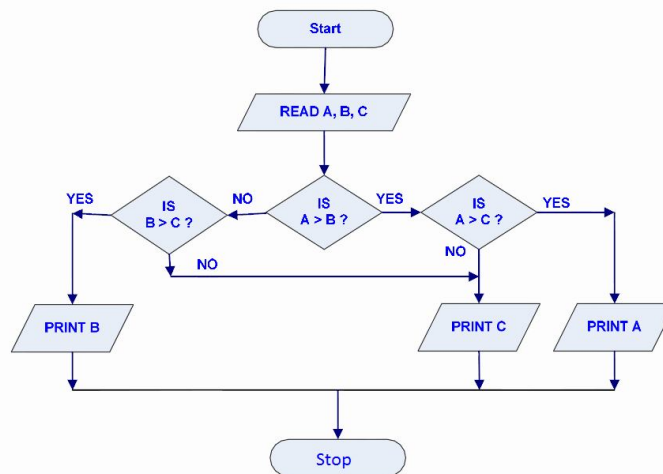 Start
READ A, B, C
YES
IS
B > C ?
NO
IS
A > B ?
YES
IS
A > C ?
YES
NO
NO
PRINT B
PRINT C
PRINT A
Stop